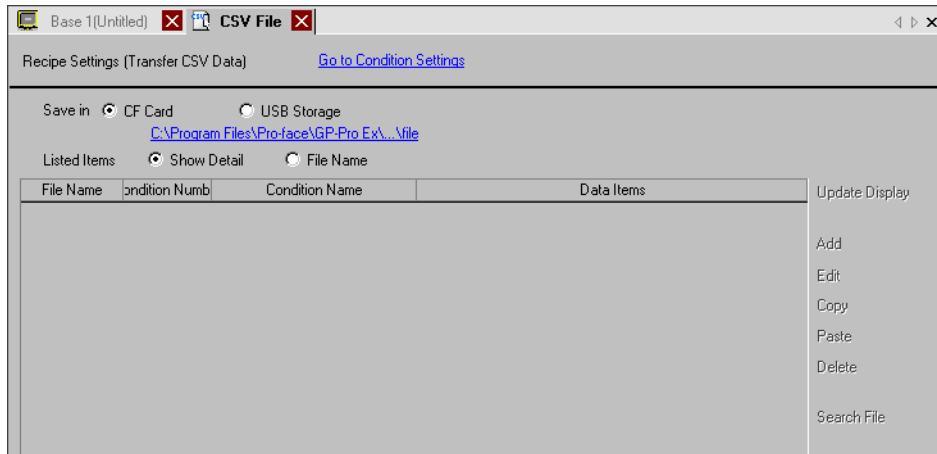 Base 1(Untitled) CSV File
Recipe Settings (Transfer CSV Data) Go to Condition Settings
Save in CF Card USB Storage
C:\Program Files\Pro-face\GP-Pro Ex\...\file
Listed Items Show Detail File Name
File Name ondition Numb Condition Name Data Items
Update Display
Add
Edit
Copy
Paste
Delete
Search File